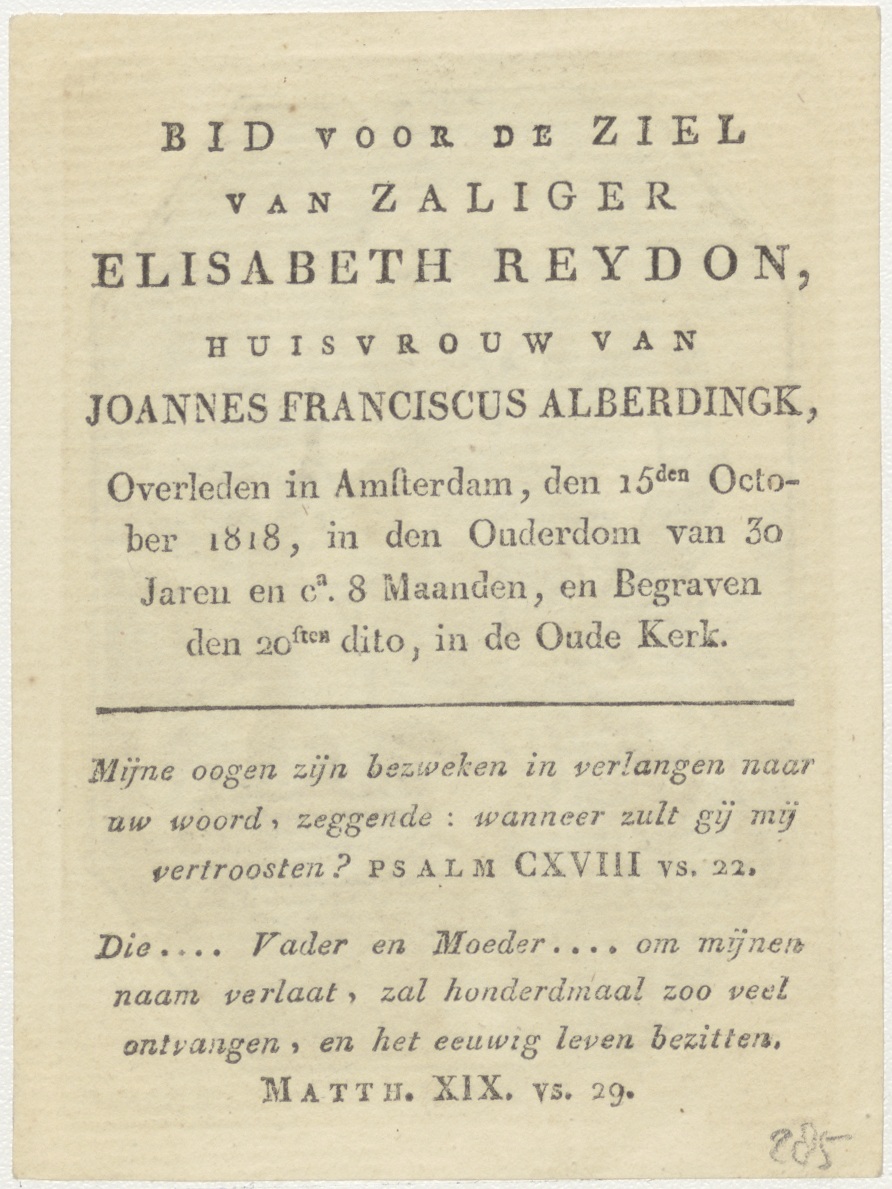 BID VOOR DE ZIEL
VAN ZALIGER
ELISABETH REYDON,
HUISVROUW VAN
JOANNES FRANCISCUS ALBERDINGK,
Overleden in Amſterdam, den 15den Octo-
ber 1818, in den Ouderdom van 30
Jaren en ca. 8 Maanden, en Begraven
den 20ſten dito, in de Oude Kerk.
Mijne oogen zijn bezweken in verlangen naar
uw woord, zeggende: wanneer zult gij mij
vertroosten? PSALM CXVIII vs. 22.
Die.... Vader en Moeder.... om mijnen
naam verlaat, zal honderdmaal zoo veel
ontvangen, en het eeuwig leven bezitten.
MATTH. XIX. vs. 29.
285